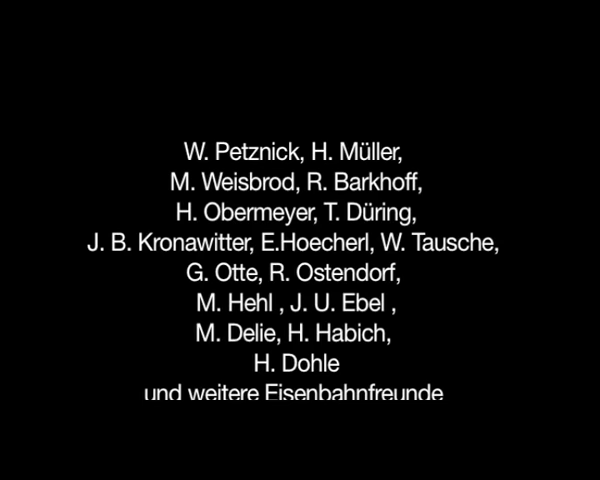 W. Petznick, H. Müller,
M. Weisbrod, R. Barkhoff,
H. Obermeyer, T. Düring,
J. B. Kronawitter, E.Hoecherl, W. Tausche,
G. Otte, R. Ostendorf,
M. Hehl , J. U. Ebel ,
M. Delie, H. Habich,
H. Dohle
und weitere Eisenbahnfreunde